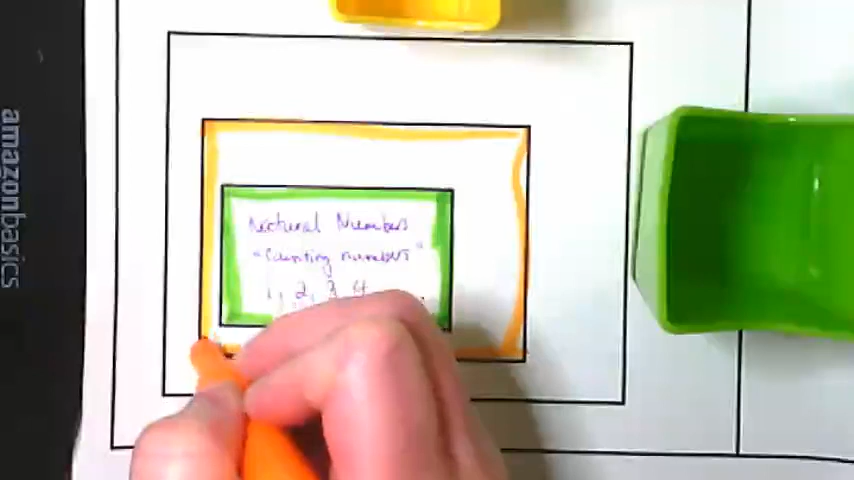 amazonbasics
Natural Numbers
"Counting numbers"
1, 2, 3, 4